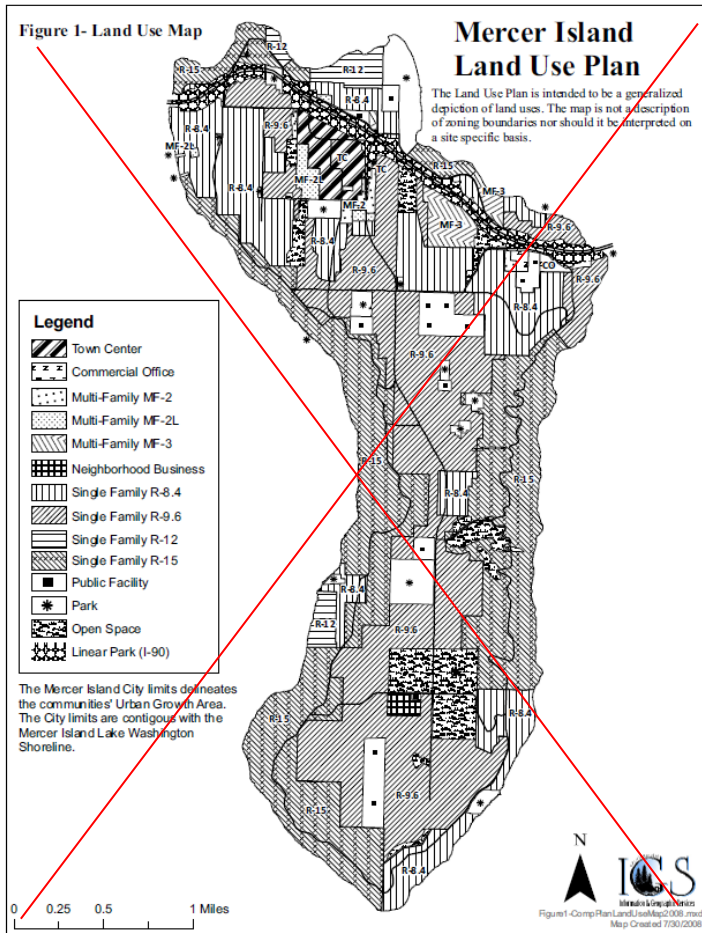 Figure 1- Land Use Map
Mercer Island
Land Use Plan
The Land Use Plan is intended to be a generalized
depiction of land uses. The map is not a description
of zoning boundaries nor should it be interpreted on
a site specific basis.
R-12
R-15
R-12
R-8.4
R-8.4
R-9.6
MF-2L
TC
TC
R-15
MF-2L
MF-3
R-8.4
MF-2
MF-3
R-9.6
R-8.4
R-9.6
CO
R-9.6
R-8.4
R-9.6
R-15
R-8.4
R-15
R-8.4
R-12
R-9.6
R-8.4
R-15
R-9.6
R-15
R-8.4
Legend
Town Center
Commercial Office
Multi-Family MF-2
Multi-Family MF-2L
Multi-Family MF-3
Neighborhood Business
Single Family R-8.4
Single Family R-9.6
Single Family R-12
Single Family R-15
Public Facility
Park
Open Space
Linear Park (I-90)
The Mercer Island City limits delineates
the communities' Urban Growth Area.
The City limits are contigous with the
Mercer Island Lake Washington
Shoreline.
0 0.25 0.5 1 Miles
N
IGS
Information & Geographic Services
Figure1-CompPlanLandUseMap2008.mxd
Map Created 7/30/2008